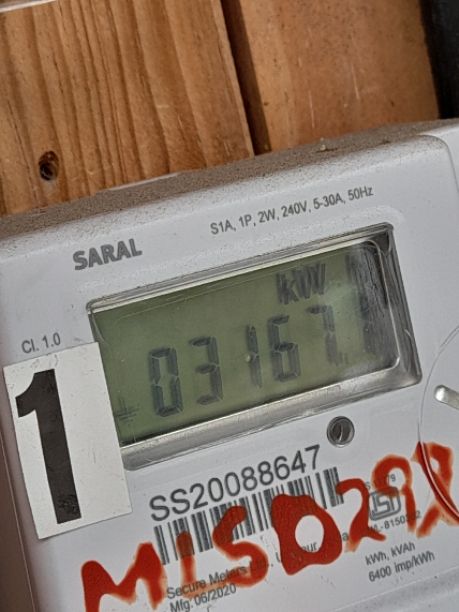 S1A, 1P, 2W, 240V, 5-30A, 50Hz
SARAL
kW
Cl. 1.0
03167
1
SS20088647
MISD29
Secure Meters
kWh, kVAh
Mfg: 06/2020
6400 imp/kWh